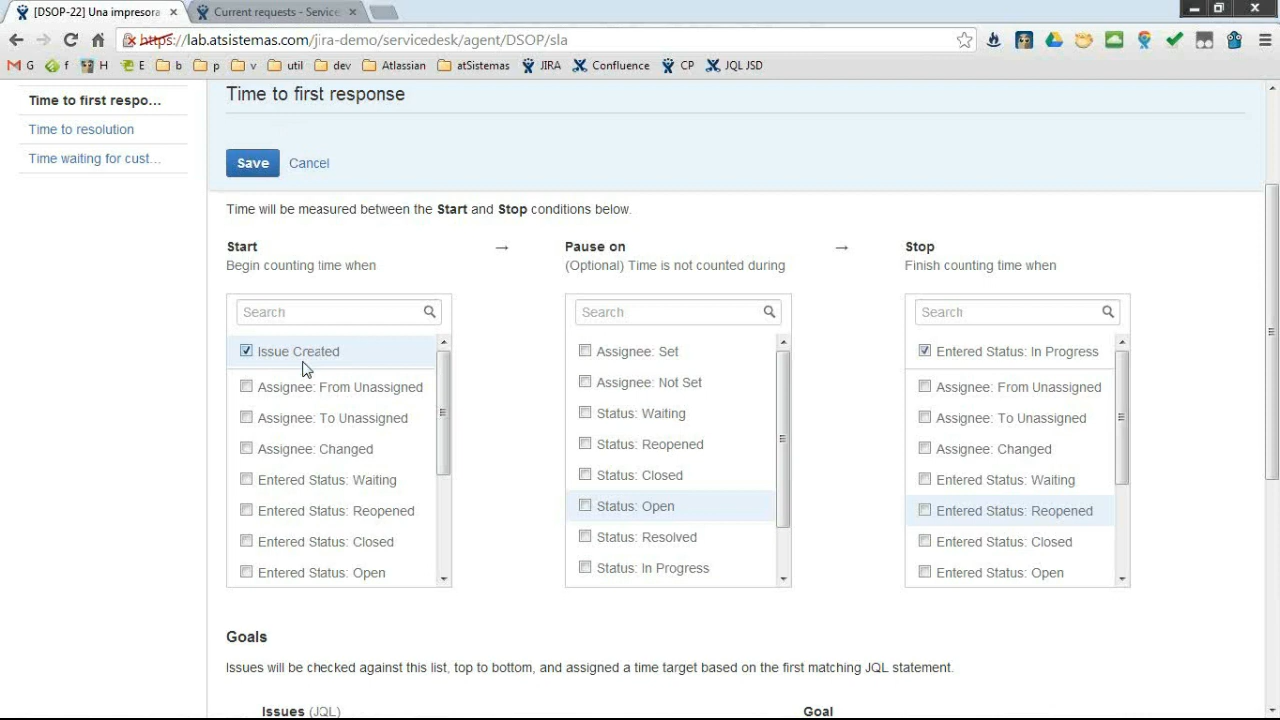 [DSOP-22] Una impresora
Current requests - Service
https://lab.atsistemas.com/jira-demo/servicedesk/agent/DSOP/sla
G f H E b p v util dev Atlassian atSistemas JIRA Confluence CP JQL JSD
Time to first respo...
Time to resolution
Time waiting for cust...
Time to first response
Save Cancel
Time will be measured between the Start and Stop conditions below.
Start → Pause on → Stop
Begin counting time when (Optional) Time is not counted during Finish counting time when
Search Search Search
Issue Created Assignee: Set Entered Status: In Progress
Assignee: From Unassigned Assignee: Not Set Assignee: From Unassigned
Assignee: To Unassigned Status: Waiting Assignee: To Unassigned
Assignee: Changed Status: Reopened Assignee: Changed
Entered Status: Waiting Status: Closed Entered Status: Waiting
Entered Status: Reopened Status: Open Entered Status: Reopened
Entered Status: Closed Status: Resolved Entered Status: Closed
Entered Status: Open Status: In Progress Entered Status: Open
Goals
Issues will be checked against this list, top to bottom, and assigned a time target based on the first matching JQL statement.
Issues (JQL) Goal